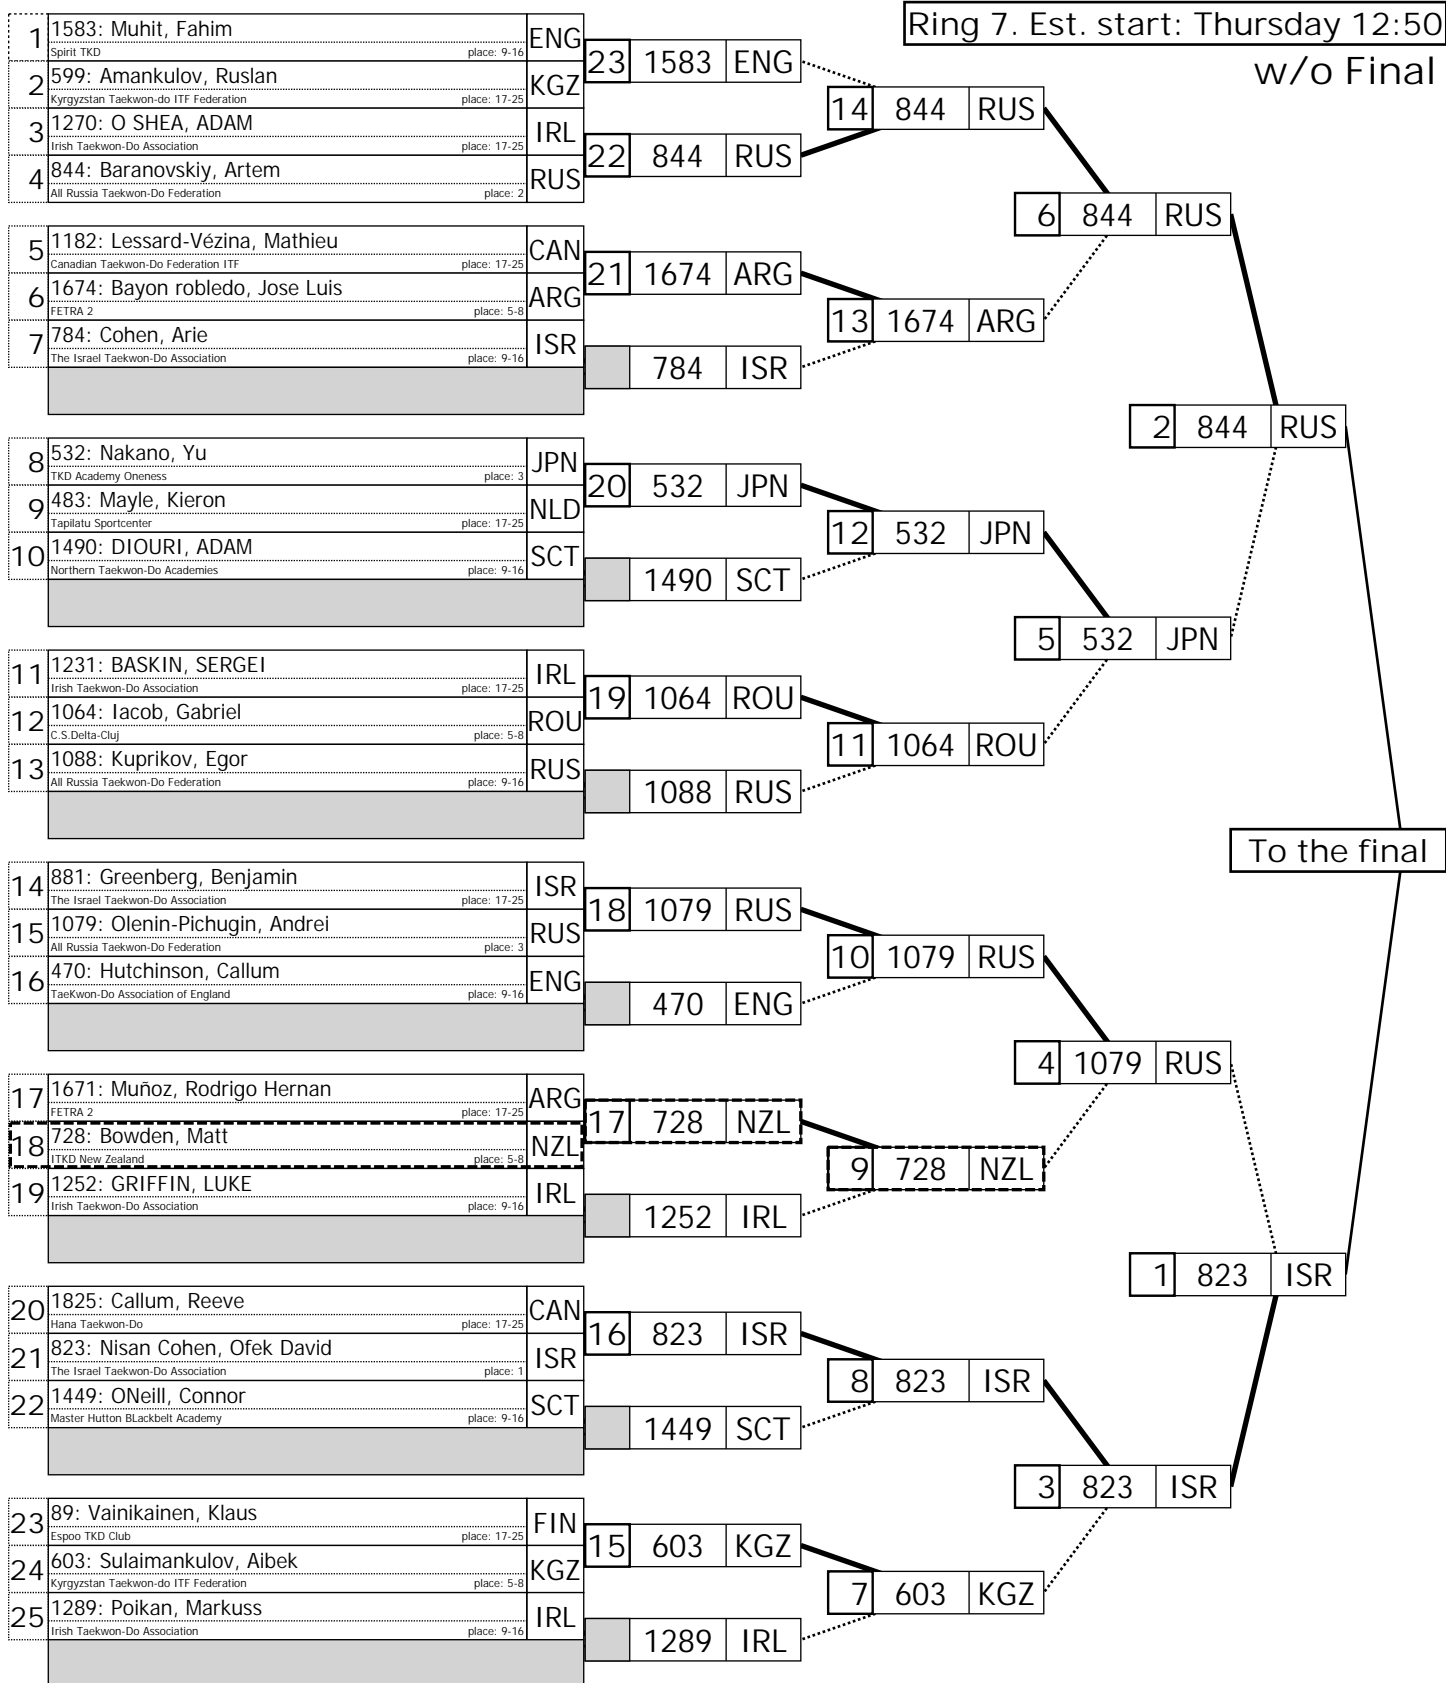 Ring 7. Est. start: Thursday 12:50
w/o Final
1 1583: Muhit, Fahim ENG
Spirit TKD place: 9-16
2 599: Amankulov, Ruslan KGZ
Kyrgyzstan Taekwon-do ITF Federation place: 17-25
3 1270: O SHEA, ADAM IRL
Irish Taekwon-Do Association place: 17-25
4 844: Baranovskiy, Artem RUS
All Russia Taekwon-Do Federation place: 2
5 1182: Lessard-Vézina, Mathieu CAN
Canadian Taekwon-Do Federation ITF place: 17-25
6 1674: Bayon robledo, Jose Luis ARG
FETRA 2 place: 5-8
7 784: Cohen, Arie ISR
The Israel Taekwon-Do Association place: 9-16
8 532: Nakano, Yu JPN
TKD Academy Oneness place: 3
9 483: Mayle, Kieron NLD
Tapilatu Sportcenter place: 17-25
10 1490: DIOURI, ADAM SCT
Northern Taekwon-Do Academies place: 9-16
11 1231: BASKIN, SERGEI IRL
Irish Taekwon-Do Association place: 17-25
12 1064: Iacob, Gabriel ROU
C.S.Delta-Cluj place: 5-8
13 1088: Kuprikov, Egor RUS
All Russia Taekwon-Do Federation place: 9-16
14 881: Greenberg, Benjamin ISR
The Israel Taekwon-Do Association place: 17-25
15 1079: Olenin-Pichugin, Andrei RUS
All Russia Taekwon-Do Federation place: 3
16 470: Hutchinson, Callum ENG
TaeKwon-Do Association of England place: 9-16
17 1671: Muñoz, Rodrigo Hernan ARG
FETRA 2 place: 17-25
18 728: Bowden, Matt NZL
ITKD New Zealand place: 5-8
19 1252: GRIFFIN, LUKE IRL
Irish Taekwon-Do Association place: 9-16
20 1825: Callum, Reeve CAN
Hana Taekwon-Do place: 17-25
21 823: Nisan Cohen, Ofek David ISR
The Israel Taekwon-Do Association place: 1
22 1449: ONeill, Connor SCT
Master Hutton BLackbelt Academy place: 9-16
23 89: Vainikainen, Klaus FIN
Espoo TKD Club place: 17-25
24 603: Sulaimankulov, Aibek KGZ
Kyrgyzstan Taekwon-do ITF Federation place: 5-8
25 1289: Poikan, Markuss IRL
Irish Taekwon-Do Association place: 9-16
23 1583 ENG
22 844 RUS
21 1674 ARG
784 ISR
20 532 JPN
1490 SCT
19 1064 ROU
1088 RUS
18 1079 RUS
470 ENG
17 728 NZL
1252 IRL
16 823 ISR
1449 SCT
15 603 KGZ
1289 IRL
14 844 RUS
13 1674 ARG
12 532 JPN
11 1064 ROU
10 1079 RUS
9 728 NZL
8 823 ISR
7 603 KGZ
6 844 RUS
5 532 JPN
4 1079 RUS
3 823 ISR
2 844 RUS
1 823 ISR
To the final